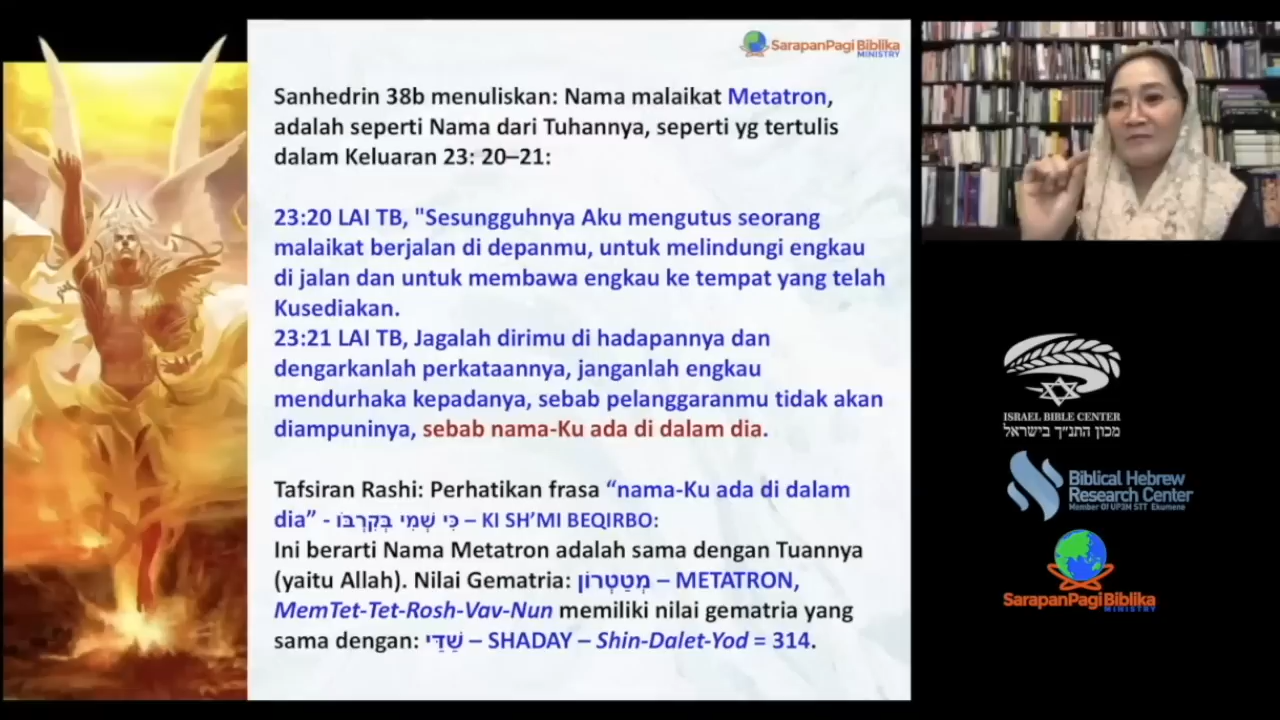 SarapanPagi Biblika
MINISTRY
Sanhedrin 38b menuliskan: Nama malaikat Metatron,
adalah seperti Nama dari Tuhannya, seperti yg tertulis
dalam Keluaran 23: 20–21:
23:20 LAI TB, "Sesungguhnya Aku mengutus seorang
malaikat berjalan di depanmu, untuk melindungi engkau
di jalan dan untuk membawa engkau ke tempat yang telah
Kusediakan.
23:21 LAI TB, Jagalah dirimu di hadapannya dan
dengarkanlah perkataannya, janganlah engkau
mendurhaka kepadanya, sebab pelanggaranmu tidak akan
diampuninya, sebab nama-Ku ada di dalam dia.
Tafsiran Rashi: Perhatikan frasa “nama-Ku ada di dalam
dia” - כִּי שְׁמִי בְּקִרְבֹּו – KI SH’MI BEQIRBO:
Ini berarti Nama Metatron adalah sama dengan Tuannya
(yaitu Allah). Nilai Gematria: מְטַטְרוֹן – METATRON,
MemTet-Tet-Rosh-Vav-Nun memiliki nilai gematria yang
sama dengan: שַׁדַּי – SHADAY – Shin-Dalet-Yod = 314.
ISRAEL BIBLE CENTER
מכון התנ״ך בישראל
Biblical Hebrew
Research Center
Member Of UP3M STT Ekumene
SarapanPagi Biblika
MINISTRY